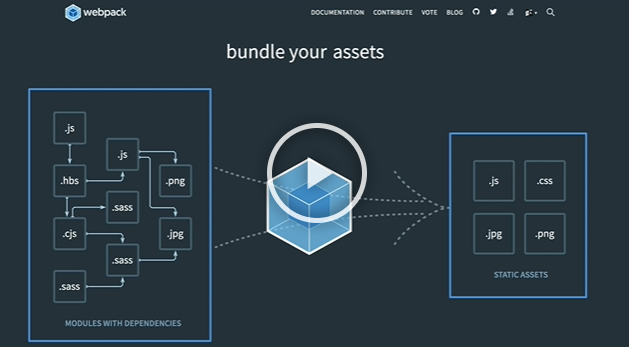 webpack
DOCUMENTATION CONTRIBUTE VOTE BLOG
bundle your assets
.js
.js
.hbs
.png
.sass
.cjs
.jpg
.sass
.sass
MODULES WITH DEPENDENCIES
.js .css
.jpg .png
STATIC ASSETS